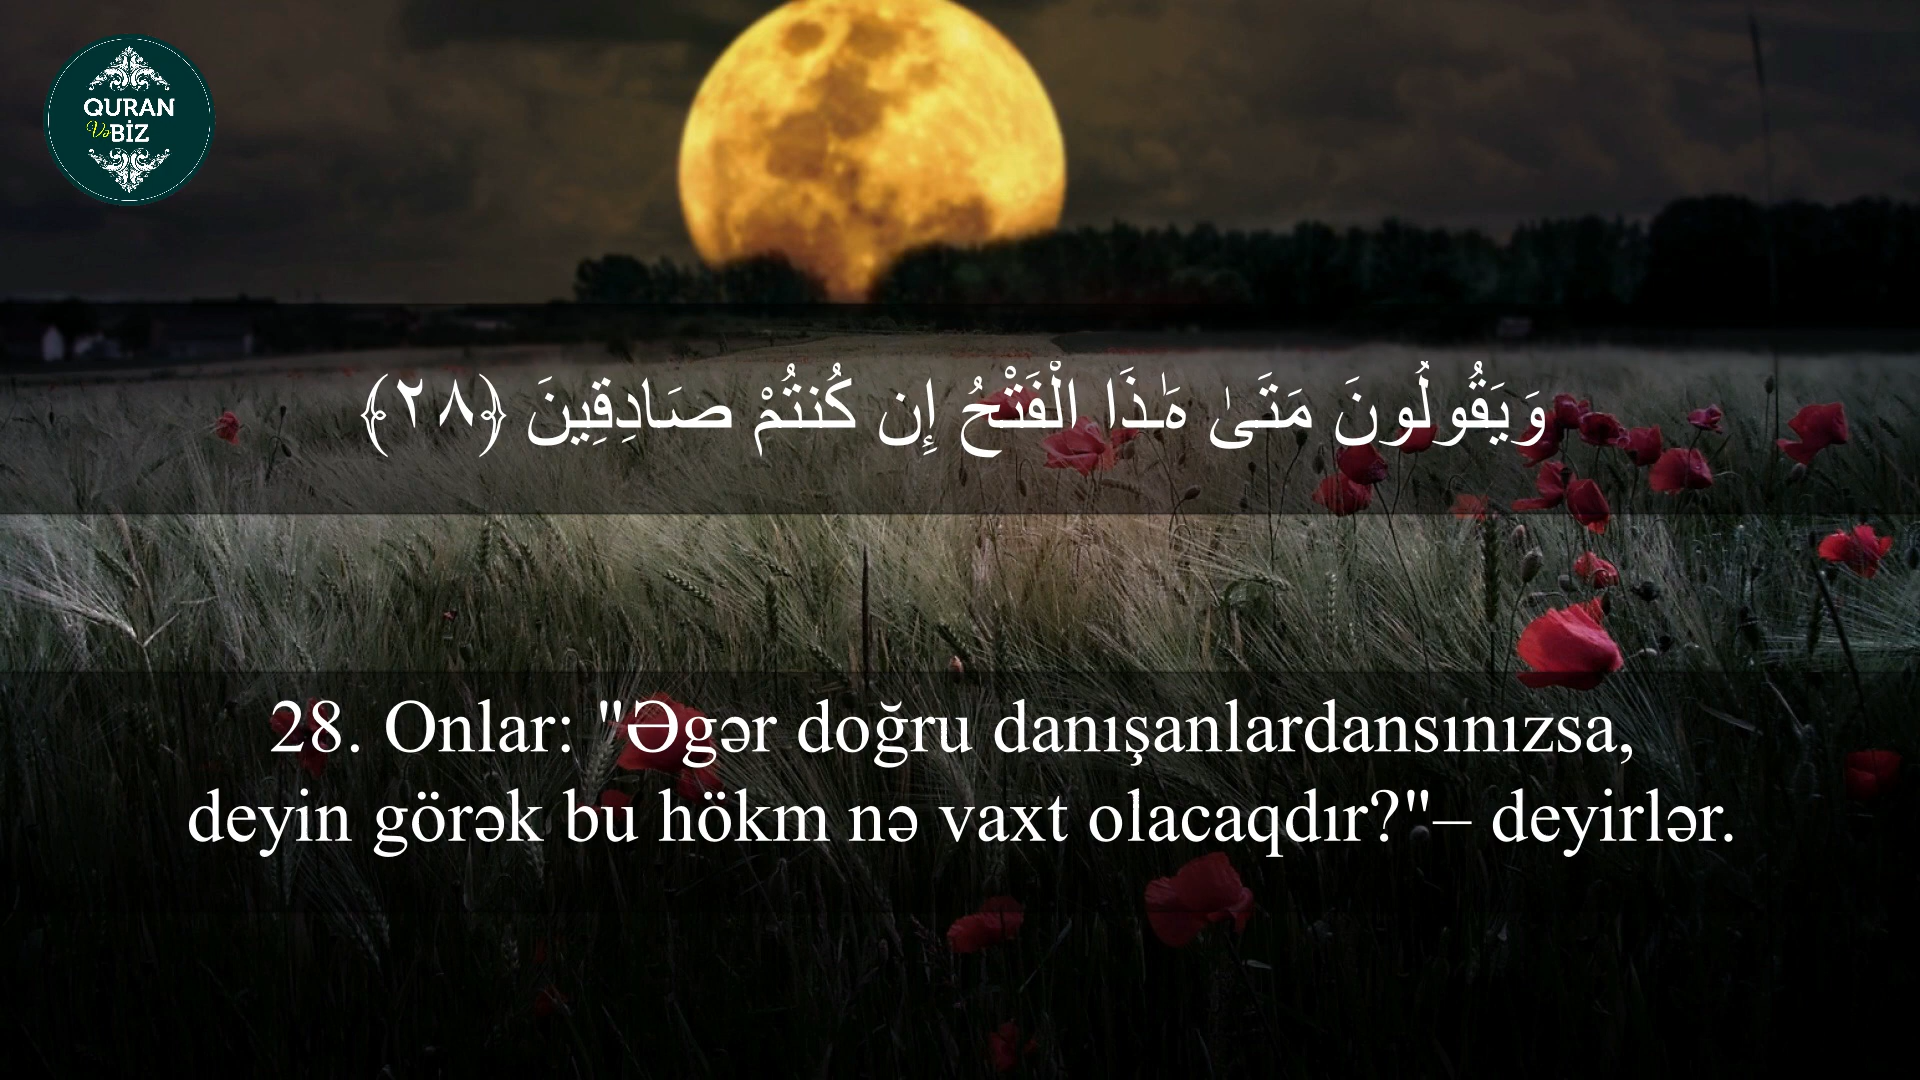 QURAN
Və BİZ
وَيَقُولُونَ مَتَىٰ هَٰذَا الْفَتْحُ إِن كُنتُمْ صَادِقِينَ ﴿٢٨﴾
28. Onlar: "Əgər doğru danışanlardansınızsa,
deyin görək bu hökm nə vaxt olacaqdır?"– deyirlər.